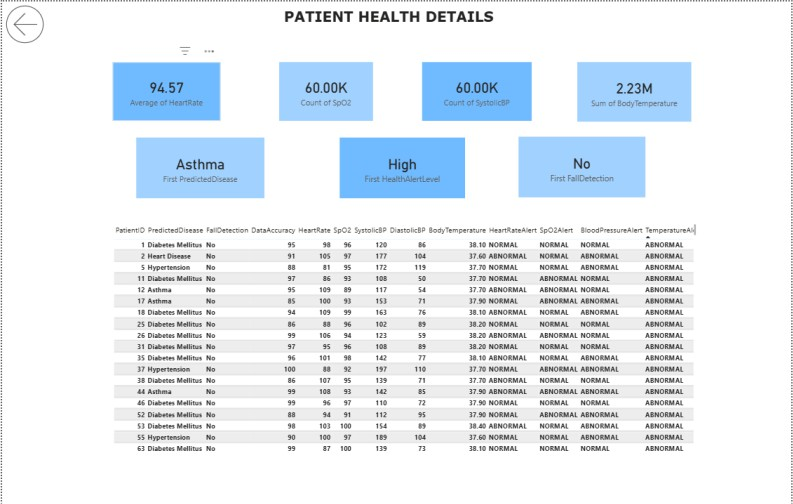 PATIENT HEALTH DETAILS
94.57
Average of HeartRate
60.00K
Count of SpO2
60.00K
Count of SystolicBP
2.23M
Sum of BodyTemperature
Asthma
First PredictedDisease
High
First HealthAlertLevel
No
First FallDetection
PatientID PredictedDisease FallDetection DataAccuracy HeartRate SpO2 SystolicBP DiastolicBP BodyTemperature HeartRateAlert SpO2Alert BloodPressureAlert TemperatureAl
1 Diabetes Mellitus No 95 98 96 120 86 38.10 NORMAL NORMAL NORMAL ABNORMAL
2 Heart Disease No 91 105 97 177 104 37.60 ABNORMAL NORMAL ABNORMAL ABNORMAL
5 Hypertension No 88 81 95 172 119 37.70 NORMAL NORMAL ABNORMAL ABNORMAL
11 Diabetes Mellitus No 97 86 93 108 50 37.70 NORMAL ABNORMAL NORMAL ABNORMAL
12 Asthma No 95 109 89 117 54 37.70 ABNORMAL ABNORMAL NORMAL ABNORMAL
17 Asthma No 85 100 93 153 71 37.90 NORMAL ABNORMAL ABNORMAL ABNORMAL
18 Diabetes Mellitus No 94 109 99 163 76 38.10 ABNORMAL NORMAL ABNORMAL ABNORMAL
25 Diabetes Mellitus No 86 88 96 102 89 38.20 NORMAL NORMAL NORMAL ABNORMAL
26 Diabetes Mellitus No 99 106 94 123 59 38.20 ABNORMAL ABNORMAL NORMAL ABNORMAL
31 Diabetes Mellitus No 97 95 96 108 89 38.20 NORMAL NORMAL NORMAL ABNORMAL
35 Diabetes Mellitus No 96 101 98 142 77 38.10 ABNORMAL NORMAL ABNORMAL ABNORMAL
37 Hypertension No 100 88 92 197 110 37.70 NORMAL ABNORMAL ABNORMAL ABNORMAL
38 Diabetes Mellitus No 86 107 95 139 71 37.70 ABNORMAL NORMAL NORMAL ABNORMAL
44 Asthma No 99 108 93 142 85 37.90 ABNORMAL ABNORMAL ABNORMAL ABNORMAL
46 Diabetes Mellitus No 99 96 97 110 72 37.90 NORMAL NORMAL NORMAL ABNORMAL
52 Diabetes Mellitus No 88 94 91 112 95 37.90 NORMAL ABNORMAL ABNORMAL ABNORMAL
53 Diabetes Mellitus No 98 103 100 154 89 38.40 ABNORMAL NORMAL ABNORMAL ABNORMAL
55 Hypertension No 90 100 97 189 104 37.60 NORMAL NORMAL ABNORMAL ABNORMAL
63 Diabetes Mellitus No 99 87 100 139 73 38.10 NORMAL NORMAL NORMAL ABNORMAL